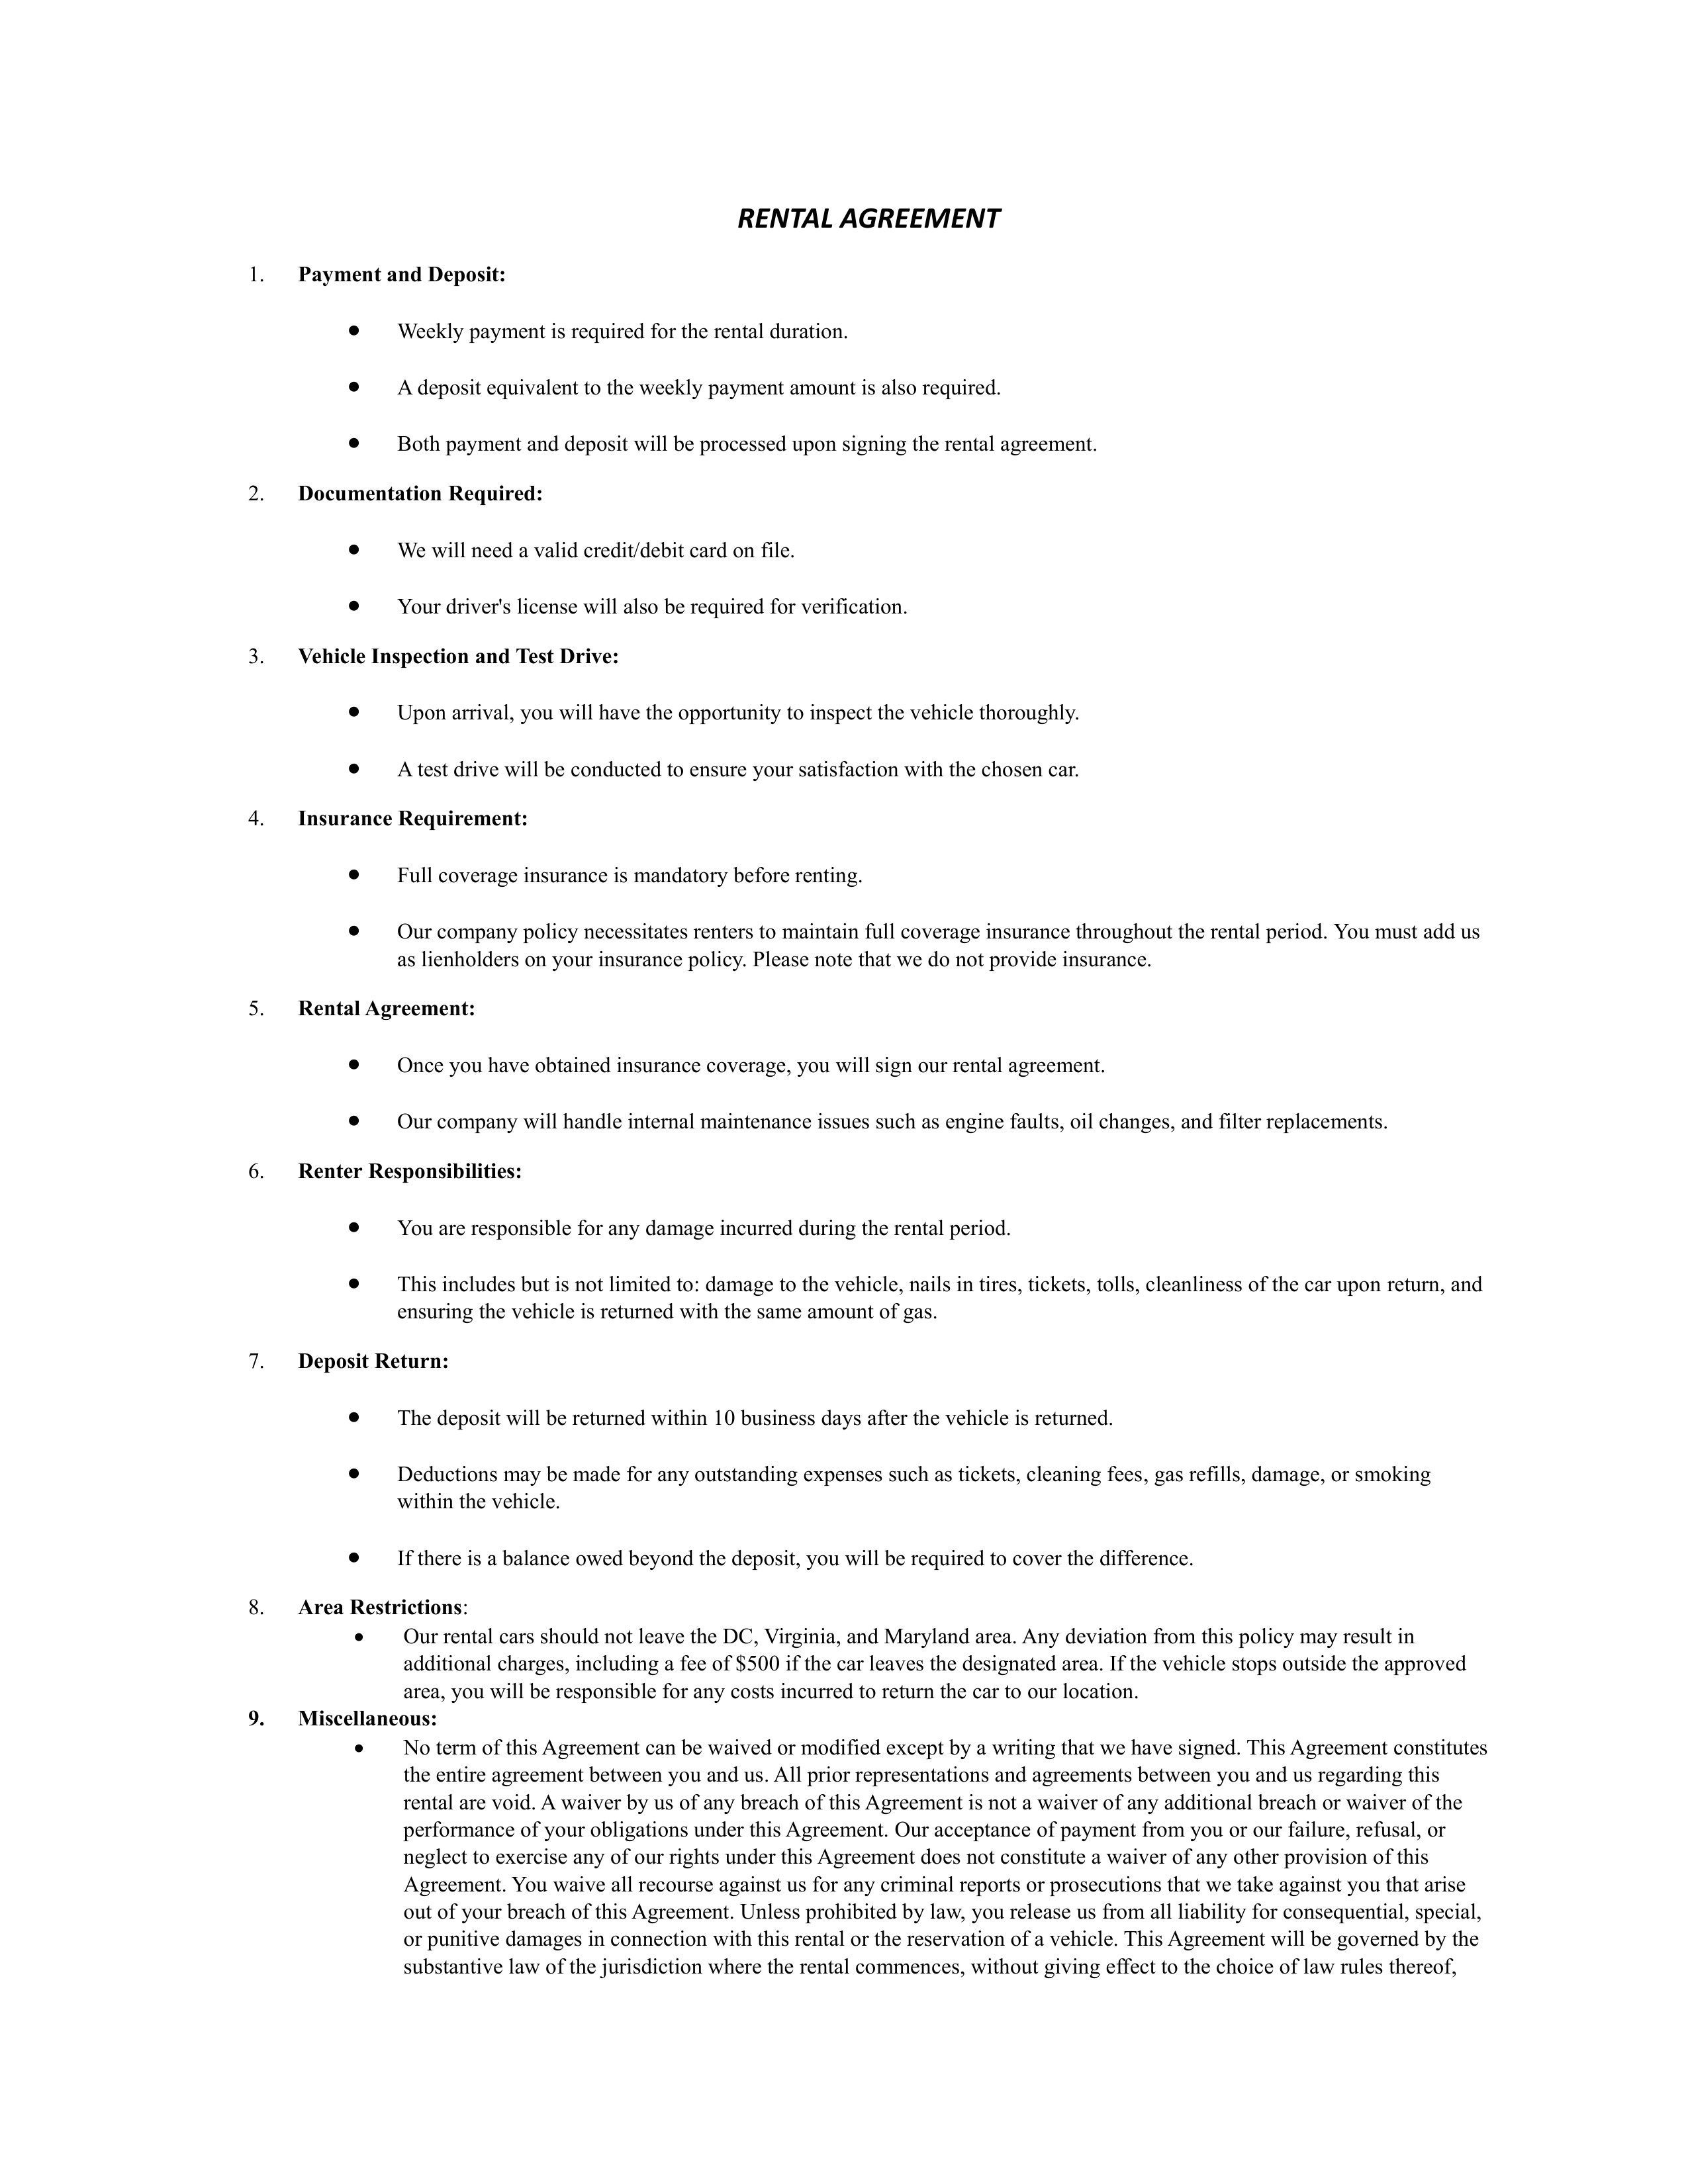 RENTAL AGREEMENT
1. Payment and Deposit:
● Weekly payment is required for the rental duration.
● A deposit equivalent to the weekly payment amount is also required.
● Both payment and deposit will be processed upon signing the rental agreement.
2. Documentation Required:
● We will need a valid credit/debit card on file.
● Your driver's license will also be required for verification.
3. Vehicle Inspection and Test Drive:
● Upon arrival, you will have the opportunity to inspect the vehicle thoroughly.
● A test drive will be conducted to ensure your satisfaction with the chosen car.
4. Insurance Requirement:
● Full coverage insurance is mandatory before renting.
● Our company policy necessitates renters to maintain full coverage insurance throughout the rental period. You must add us
as lienholders on your insurance policy. Please note that we do not provide insurance.
5. Rental Agreement:
● Once you have obtained insurance coverage, you will sign our rental agreement.
● Our company will handle internal maintenance issues such as engine faults, oil changes, and filter replacements.
6. Renter Responsibilities:
● You are responsible for any damage incurred during the rental period.
● This includes but is not limited to: damage to the vehicle, nails in tires, tickets, tolls, cleanliness of the car upon return, and
ensuring the vehicle is returned with the same amount of gas.
7. Deposit Return:
● The deposit will be returned within 10 business days after the vehicle is returned.
● Deductions may be made for any outstanding expenses such as tickets, cleaning fees, gas refills, damage, or smoking
within the vehicle.
● If there is a balance owed beyond the deposit, you will be required to cover the difference.
8. Area Restrictions:
● Our rental cars should not leave the DC, Virginia, and Maryland area. Any deviation from this policy may result in
additional charges, including a fee of $500 if the car leaves the designated area. If the vehicle stops outside the approved
area, you will be responsible for any costs incurred to return the car to our location.
9. Miscellaneous:
● No term of this Agreement can be waived or modified except by a writing that we have signed. This Agreement constitutes
the entire agreement between you and us. All prior representations and agreements between you and us regarding this
rental are void. A waiver by us of any breach of this Agreement is not a waiver of any additional breach or waiver of the
performance of your obligations under this Agreement. Our acceptance of payment from you or our failure, refusal, or
neglect to exercise any of our rights under this Agreement does not constitute a waiver of any other provision of this
Agreement. You waive all recourse against us for any criminal reports or prosecutions that we take against you that arise
out of your breach of this Agreement. Unless prohibited by law, you release us from all liability for consequential, special,
or punitive damages in connection with this rental or the reservation of a vehicle. This Agreement will be governed by the
substantive law of the jurisdiction where the rental commences, without giving effect to the choice of law rules thereof,